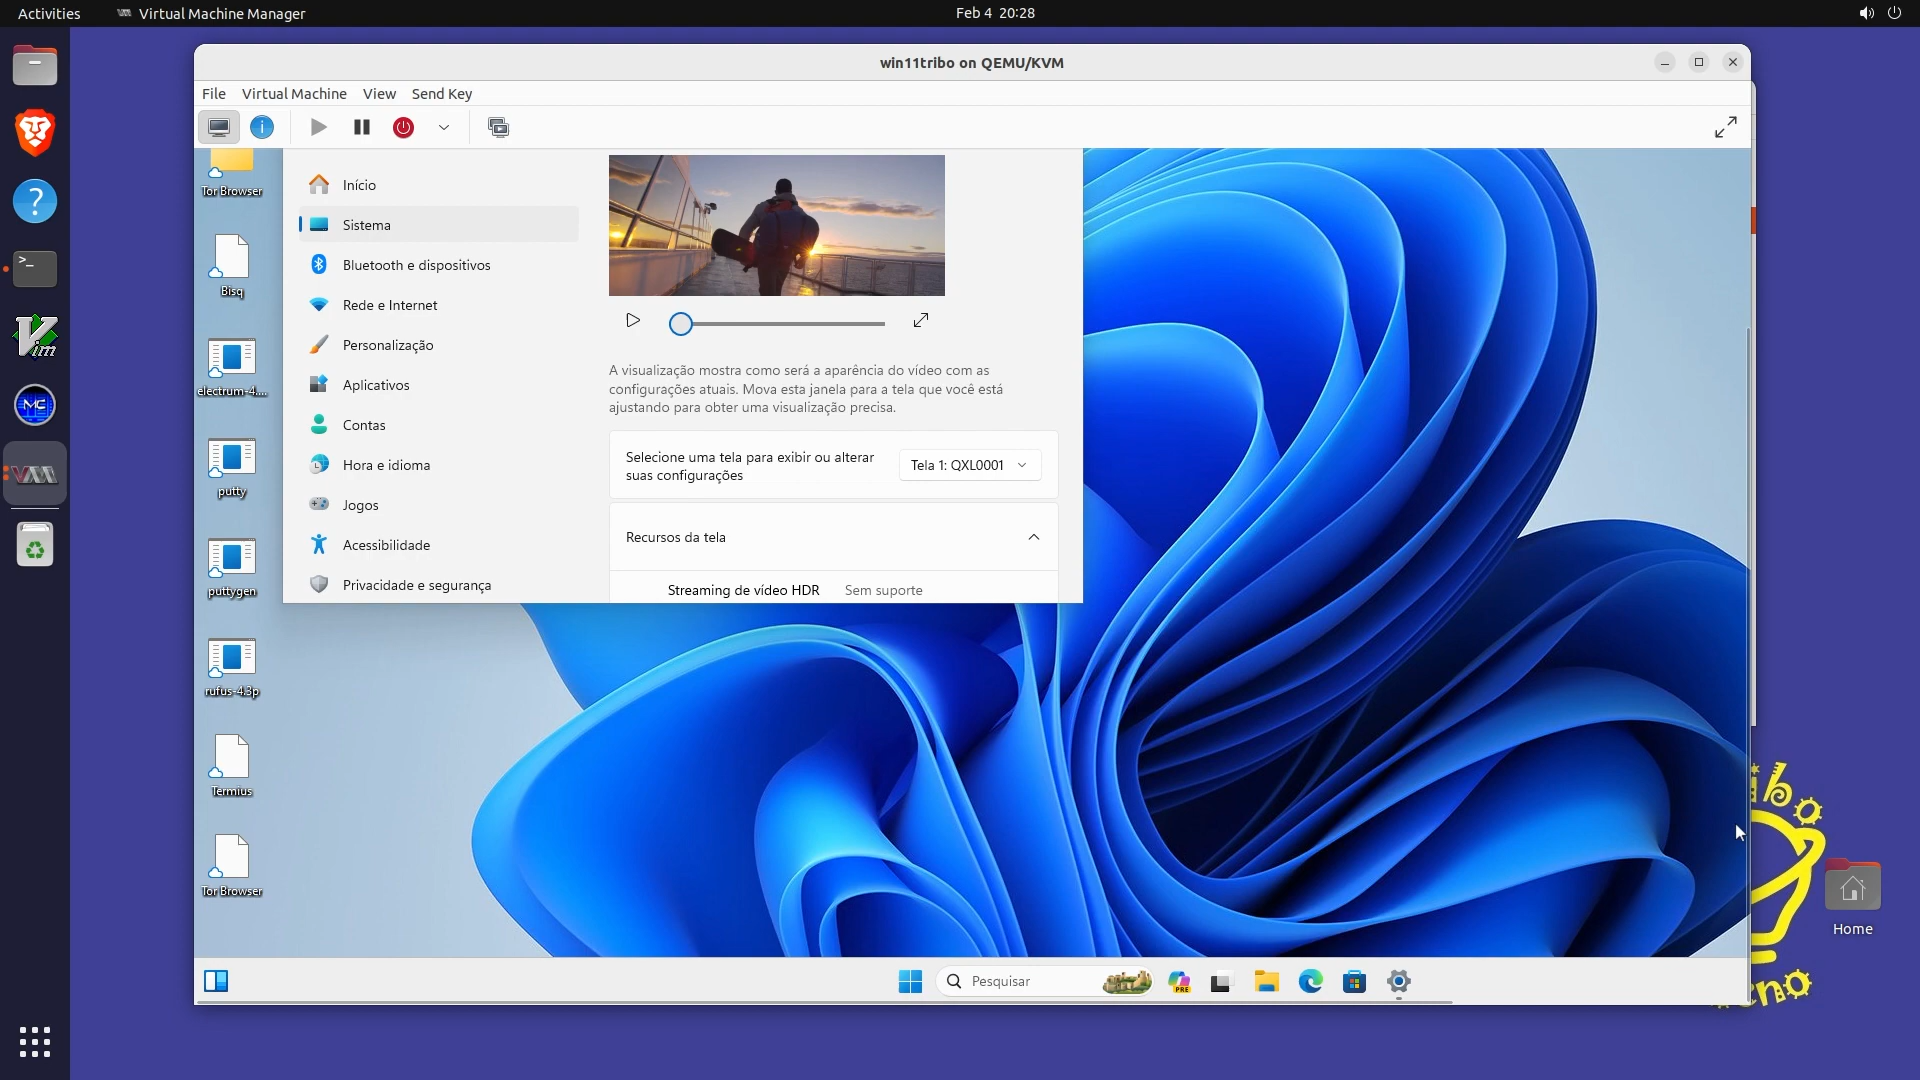 Activities
Virtual Machine Manager
Feb 4 20:28
win11tribo on QEMU/KVM
File
Virtual Machine
View
Send Key
Tor Browser
Bisq
electrum-4....
putty
puttygen
rufus-4.3p
Termius
Tor Browser
Início
Sistema
Bluetooth e dispositivos
Rede e Internet
Personalização
Aplicativos
Contas
Hora e idioma
Jogos
Acessibilidade
Privacidade e segurança
A visualização mostra como será a aparência do vídeo com as
configurações atuais. Mova esta janela para a tela que você está
ajustando para obter uma visualização precisa.
Selecione uma tela para exibir ou alterar
suas configurações
Tela 1: QXL0001
Recursos da tela
Streaming de vídeo HDR
Sem suporte
Pesquisar
PRE
Home
>_
?
Vim
MC